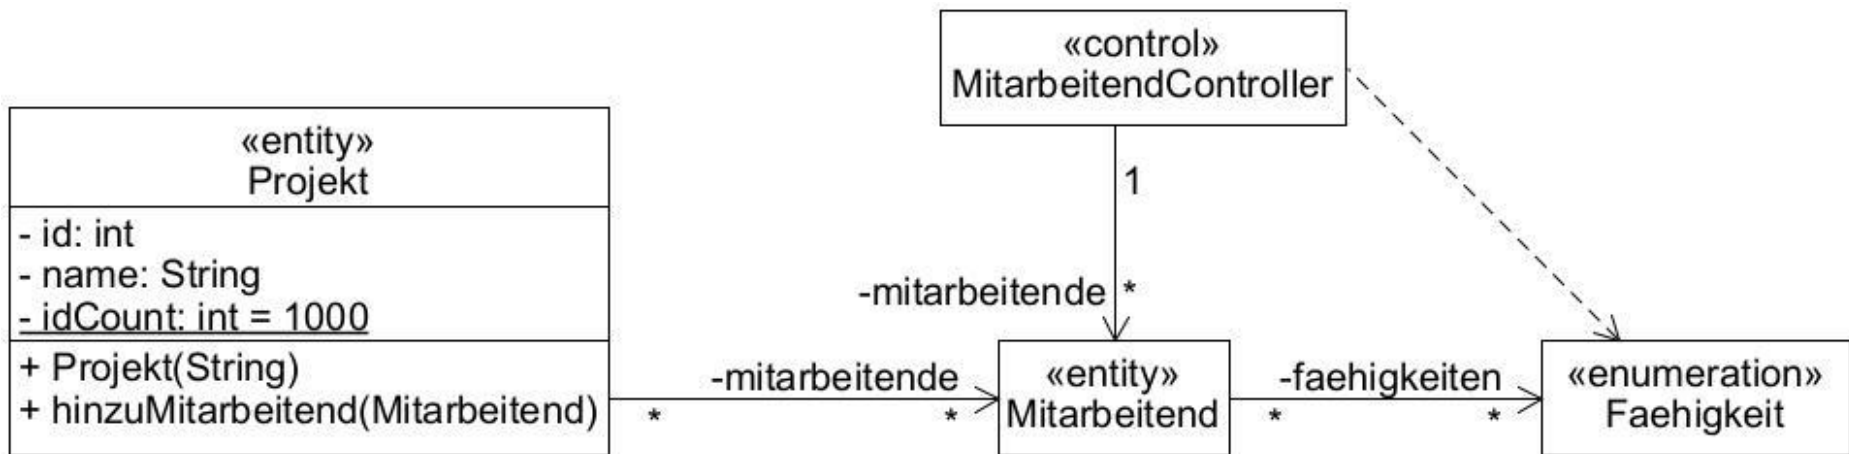 «control»
MitarbeitendController
1
-mitarbeitende *
«entity»
Projekt
- id: int
- name: String
- idCount: int = 1000
+ Projekt(String)
+ hinzuMitarbeitend(Mitarbeitend)
-mitarbeitende
* *
«entity»
Mitarbeitend
-faehigkeiten
* *
«enumeration»
Faehigkeit